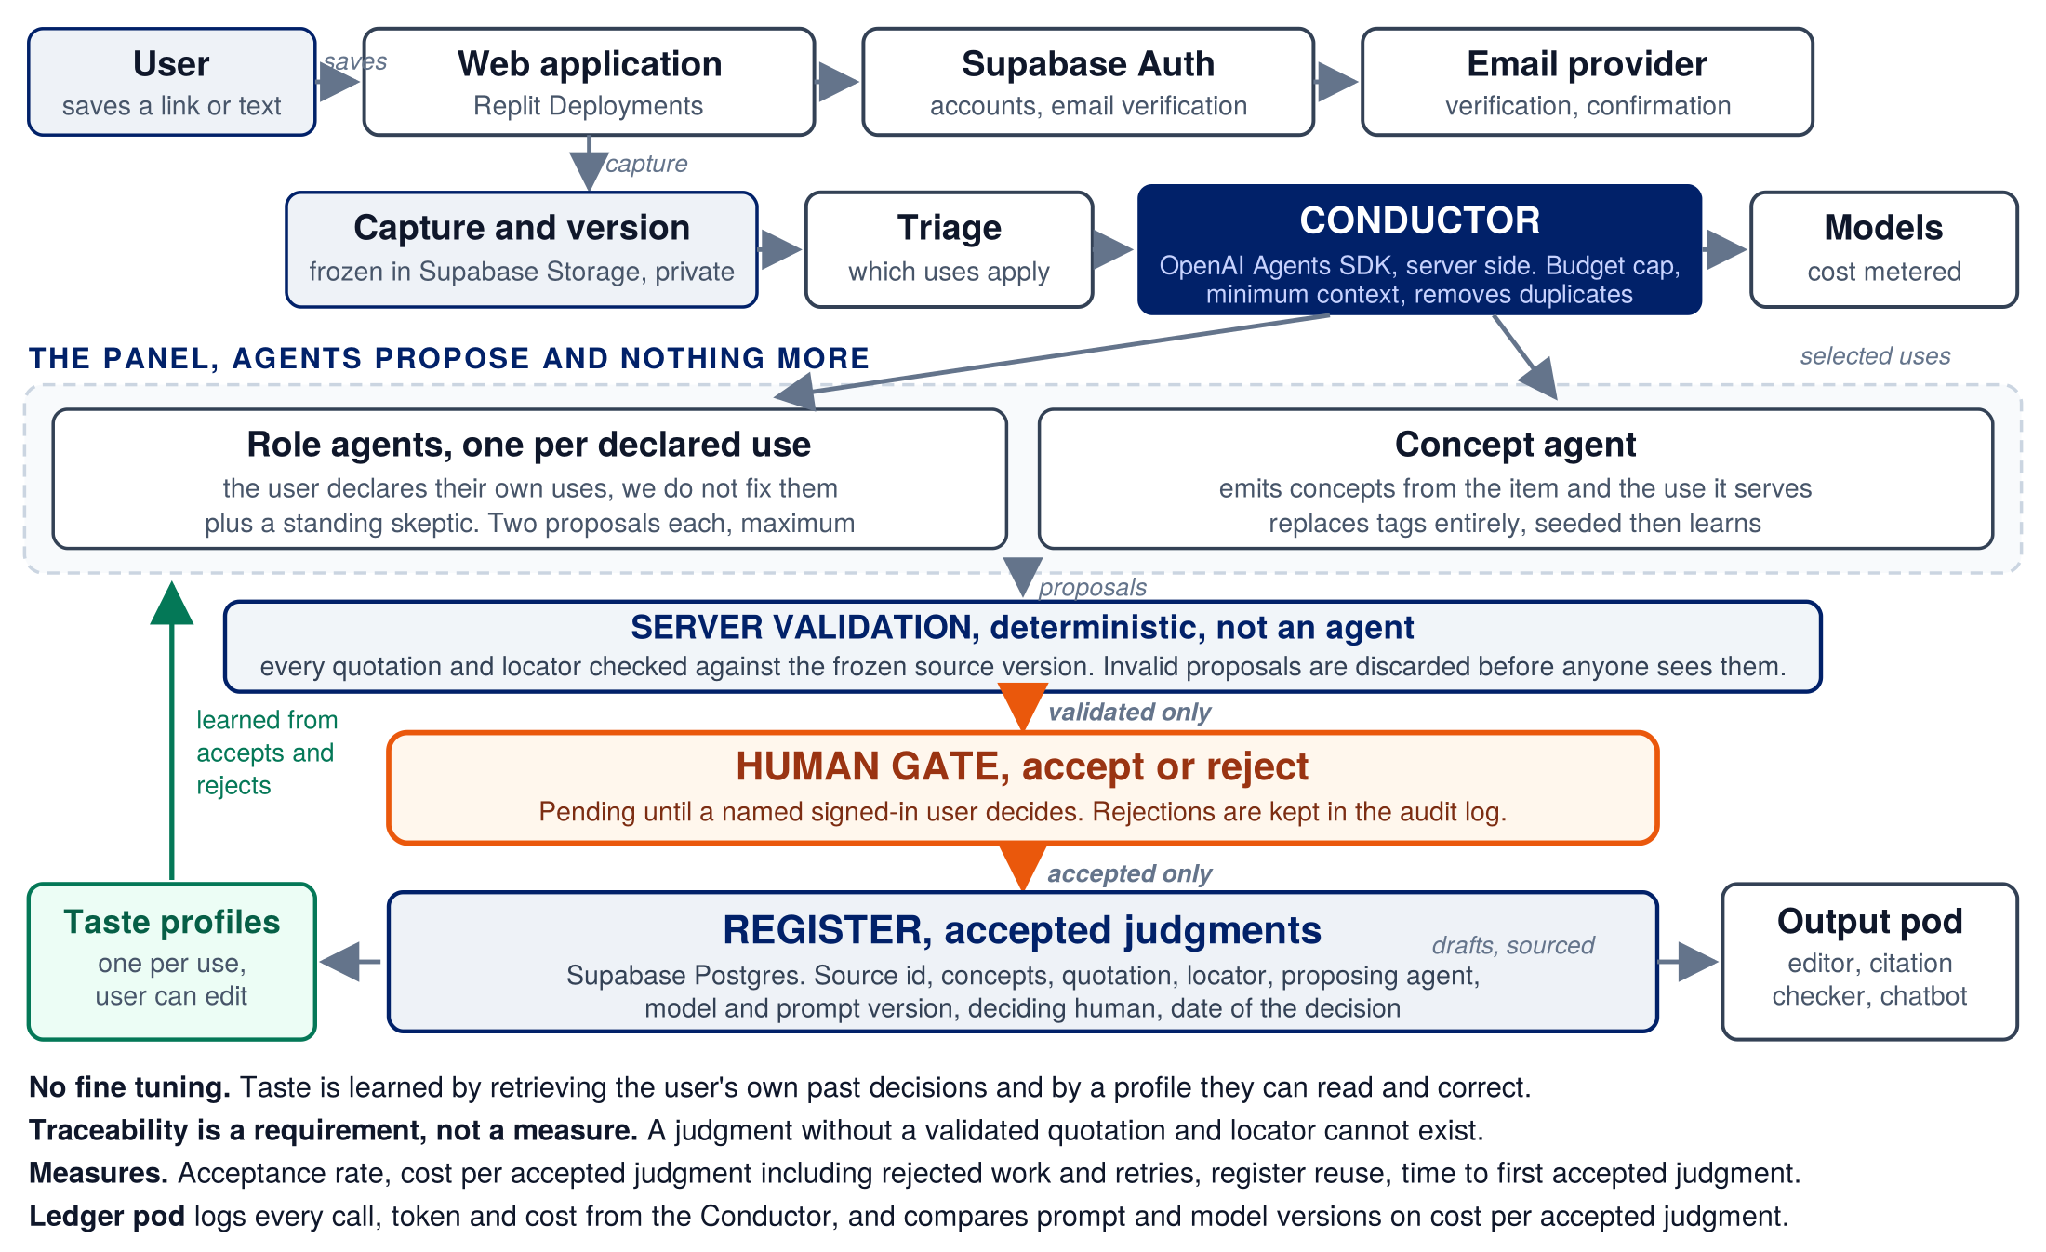 User
saves a link or text
saves
Web application
Replit Deployments
Supabase Auth
accounts, email verification
Email provider
verification, confirmation
capture
Capture and version
frozen in Supabase Storage, private
Triage
which uses apply
CONDUCTOR
OpenAI Agents SDK, server side. Budget cap,
minimum context, removes duplicates
Models
cost metered
THE PANEL, AGENTS PROPOSE AND NOTHING MORE
selected uses
Role agents, one per declared use
the user declares their own uses, we do not fix them
plus a standing skeptic. Two proposals each, maximum
Concept agent
emits concepts from the item and the use it serves
replaces tags entirely, seeded then learns
proposals
SERVER VALIDATION, deterministic, not an agent
every quotation and locator checked against the frozen source version. Invalid proposals are discarded before anyone sees them.
validated only
learned from
accepts and
rejects
HUMAN GATE, accept or reject
Pending until a named signed-in user decides. Rejections are kept in the audit log.
accepted only
Taste profiles
one per use,
user can edit
REGISTER, accepted judgments
drafts, sourced
Supabase Postgres. Source id, concepts, quotation, locator, proposing agent,
model and prompt version, deciding human, date of the decision
Output pod
editor, citation
checker, chatbot
No fine tuning. Taste is learned by retrieving the user's own past decisions and by a profile they can read and correct.
Traceability is a requirement, not a measure. A judgment without a validated quotation and locator cannot exist.
Measures. Acceptance rate, cost per accepted judgment including rejected work and retries, register reuse, time to first accepted judgment.
Ledger pod logs every call, token and cost from the Conductor, and compares prompt and model versions on cost per accepted judgment.